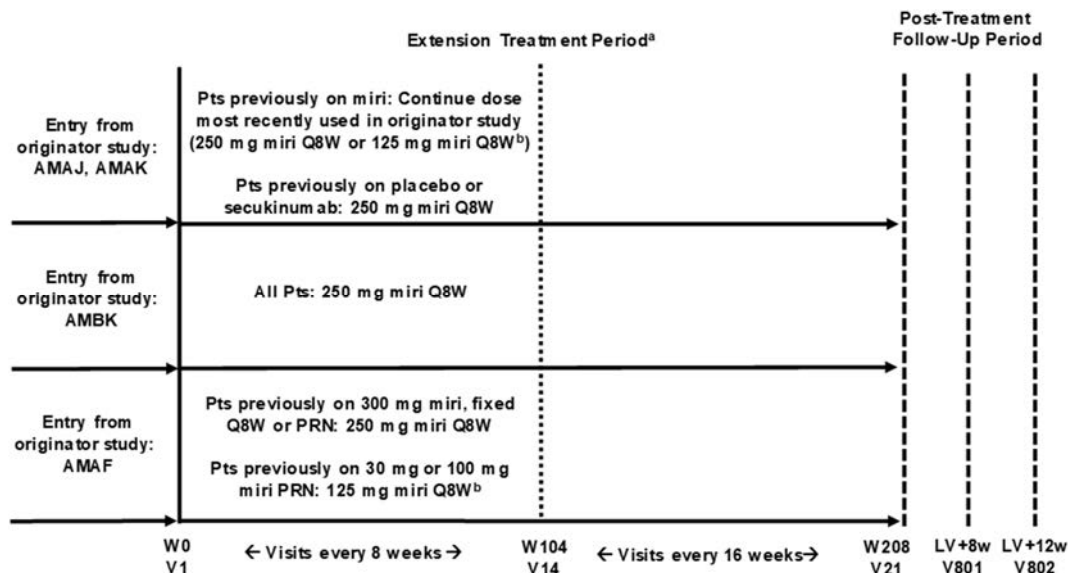 Extension Treatment Periodᵃ
Post-Treatment
Follow-Up Period
Entry from
originator study:
AMAJ, AMAK
Pts previously on miri: Continue dose
most recently used in originator study
(250 mg miri Q8W or 125 mg miri Q8Wᵇ)
Pts previously on placebo or
secukinumab: 250 mg miri Q8W
Entry from
originator study:
AMBK
All Pts: 250 mg miri Q8W
Entry from
originator study:
AMAF
Pts previously on 300 mg miri, fixed
Q8W or PRN: 250 mg miri Q8W
Pts previously on 30 mg or 100 mg
miri PRN: 125 mg miri Q8Wᵇ
W0
V1
← Visits every 8 weeks →
W104
V14
← Visits every 16 weeks →
W208
V21
LV+8w
V801
LV+12w
V802